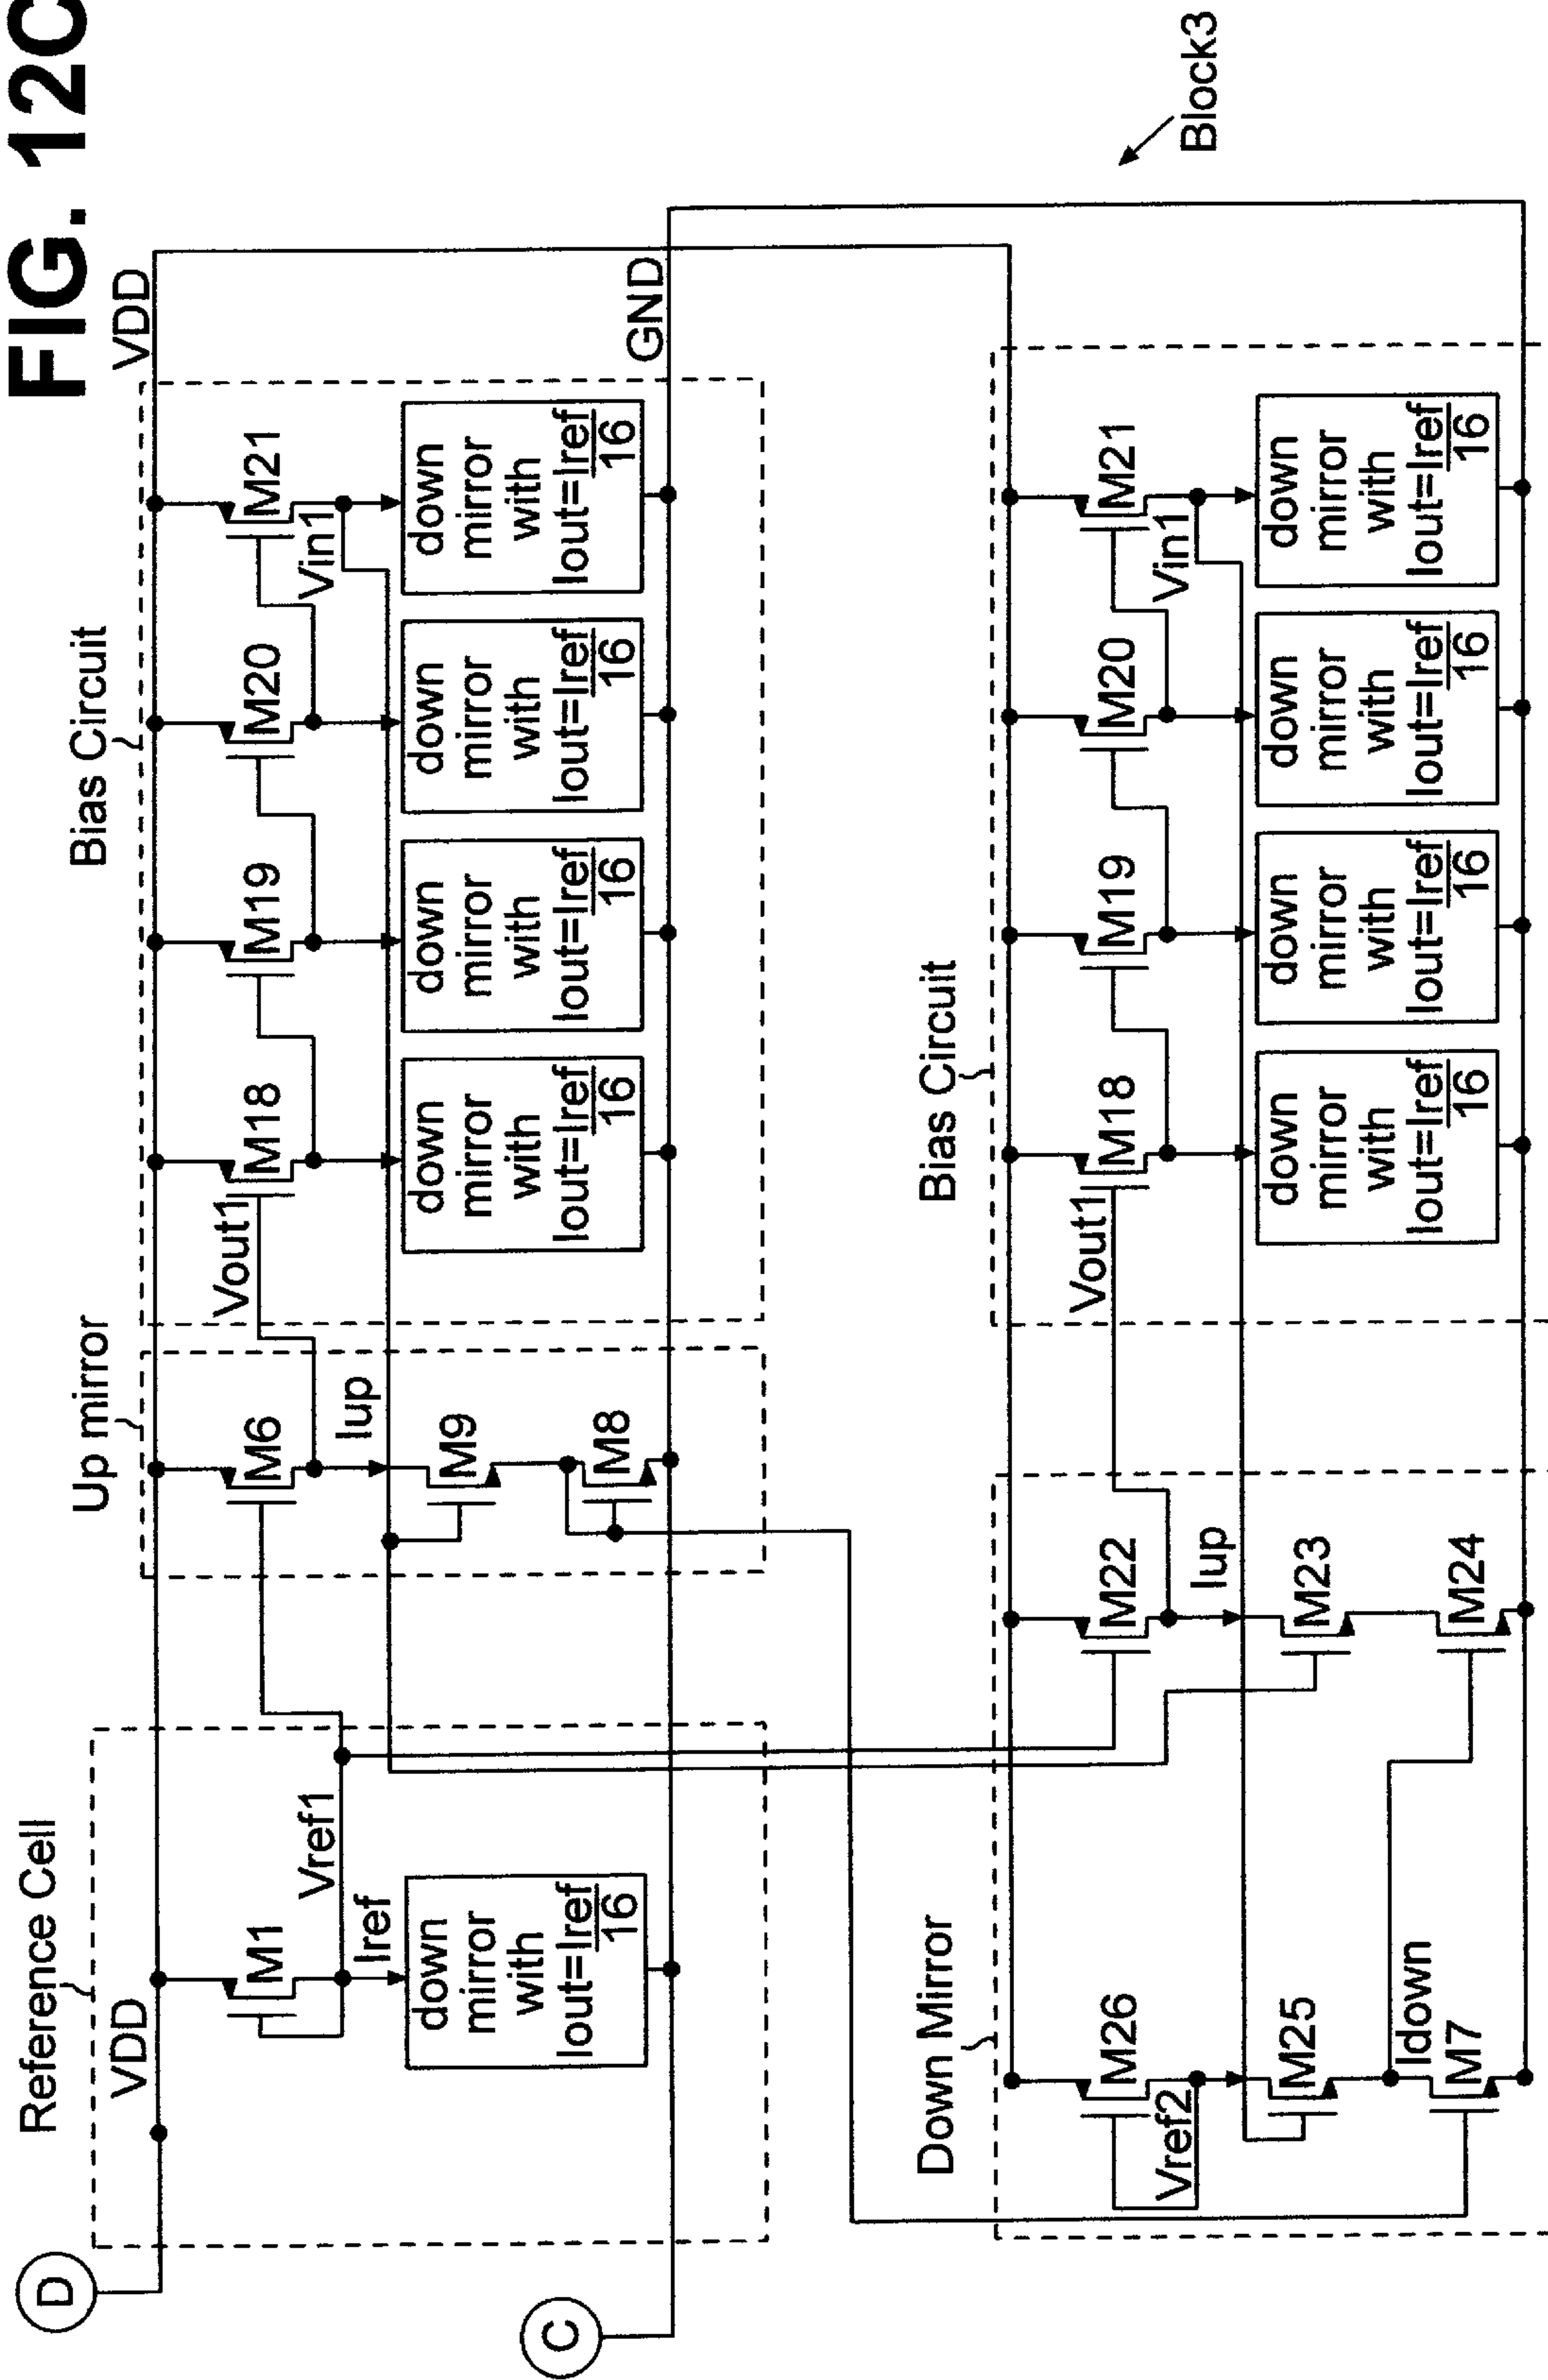 FIG. 12C
Reference Cell
Up mirror
Bias Circuit
D
VDD
VDD
M1
M6
M18
M19
M20
M21
Vout1
Vref1
Iup
Vin1
Iref
down
mirror
with
Iout=Iref
16
M9
M8
down
mirror
with
Iout=Iref
16
down
mirror
with
Iout=Iref
16
down
mirror
with
Iout=Iref
16
down
mirror
with
Iout=Iref
16
C
GND
Down Mirror
Bias Circuit
M26
M22
Vout1
M18
M19
M20
M21
Vref2
Iup
Vin1
M25
M23
Idown
M7
M24
down
mirror
with
Iout=Iref
16
down
mirror
with
Iout=Iref
16
down
mirror
with
Iout=Iref
16
down
mirror
with
Iout=Iref
16
Block3